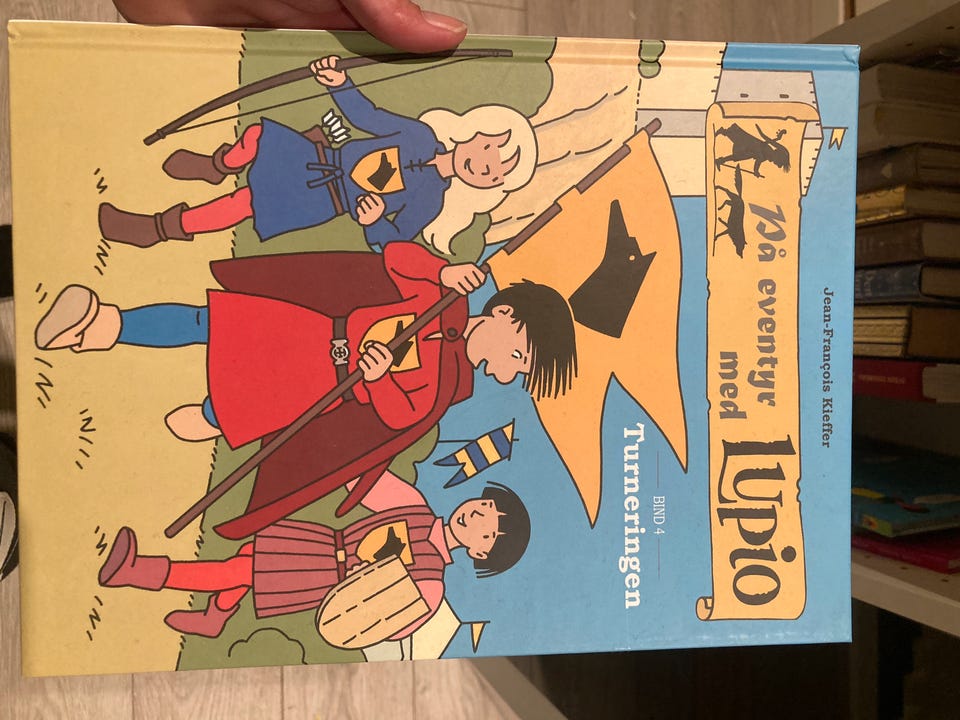 Jean-François Kieffer
På eventyr
med LUPIO
BIND 4
Turneringen